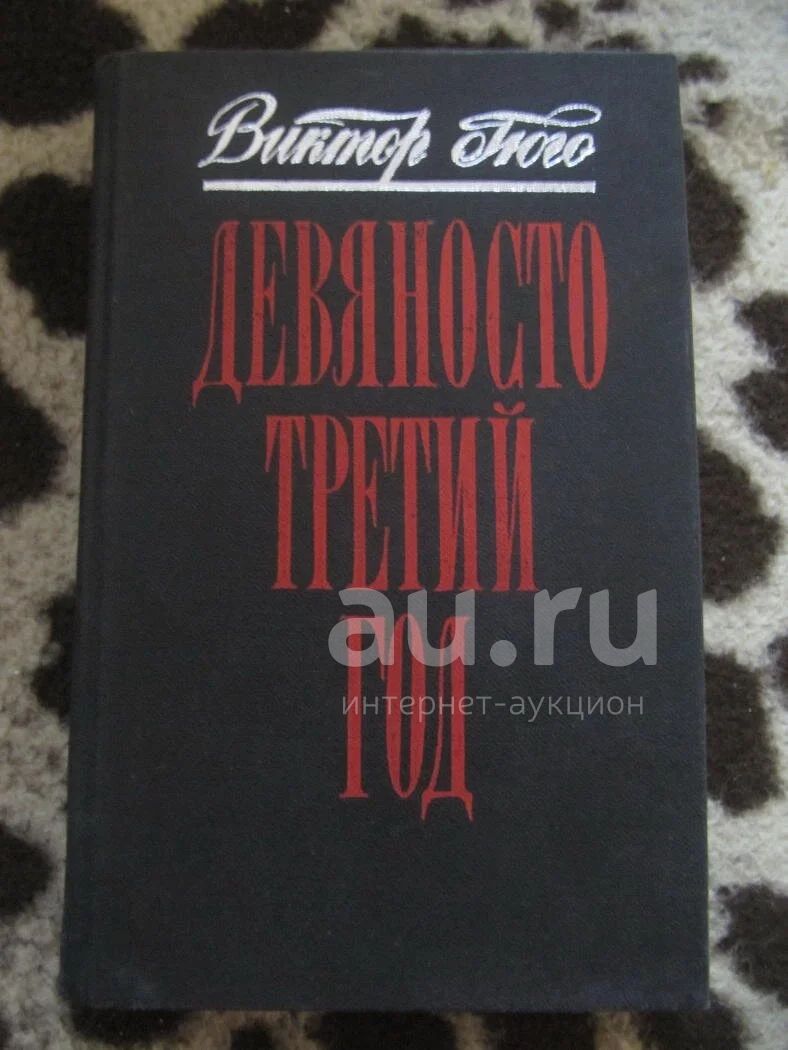 Виктор Гюго
ДЕВЯНОСТО
ТРЕТИЙ
ГОД
au.ru
интернет-аукцион